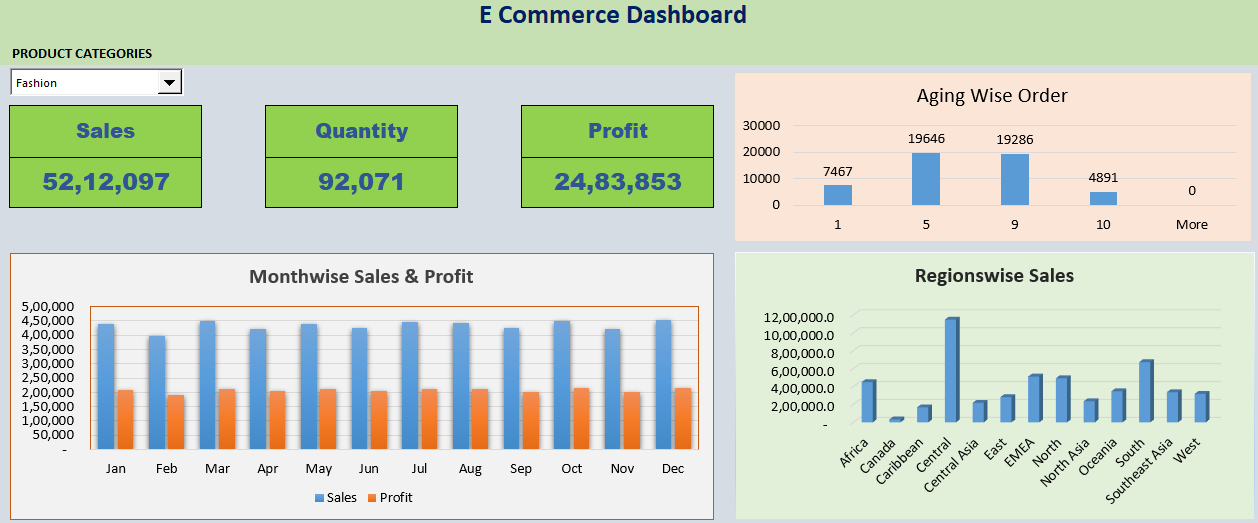 E Commerce Dashboard
PRODUCT CATEGORIES
Fashion
Sales
52,12,097
Quantity
92,071
Profit
24,83,853
Aging Wise Order
30000
20000
10000
0
7467
19646
19286
4891
0
1 5 9 10 More
Monthwise Sales & Profit
5,00,000
4,50,000
4,00,000
3,50,000
3,00,000
2,50,000
2,00,000
1,50,000
1,00,000
50,000
-
Jan Feb Mar Apr May Jun Jul Aug Sep Oct Nov Dec
Sales Profit
Regionswise Sales
12,00,000.0
10,00,000.0
8,00,000.0
6,00,000.0
4,00,000.0
2,00,000.0
-
Africa
Canada
Caribbean
Central
Central Asia
East
EMEA
North
North Asia
Oceania
South
Southeast Asia
West